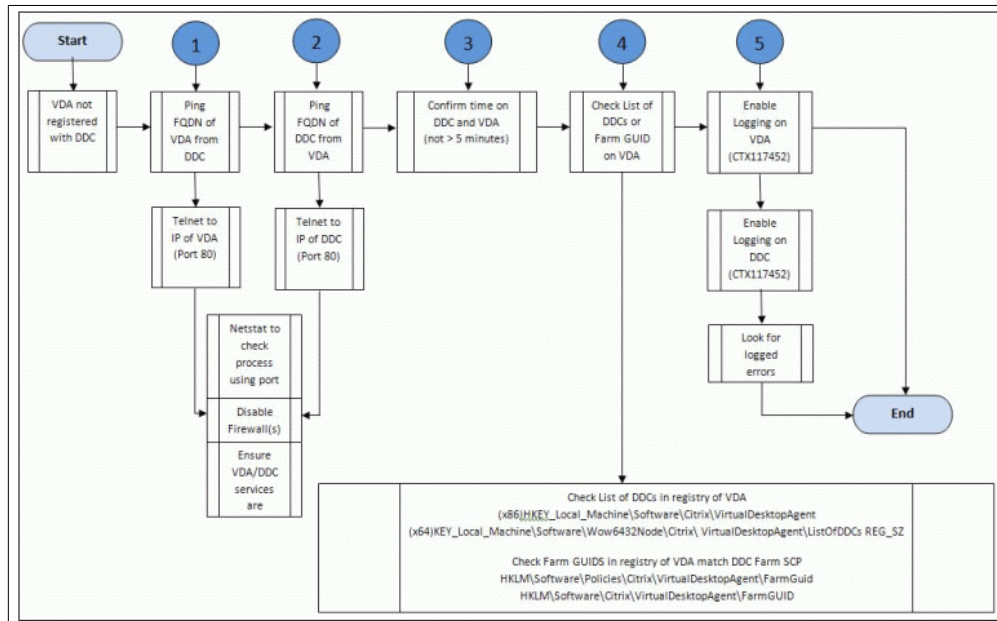 Start
1
2
3
4
5
VDA not
registered
with DDC
Ping
FQDN of
VDA from
DDC
Ping
FQDN of
DDC from
VDA
Confirm time on
DDC and VDA
(not > 5 minutes)
Check List of
DDCs or
Farm GUID
on VDA
Enable
Logging on
VDA
(CTX117452)
Telnet to
IP of VDA
(Port 80)
Telnet to
IP of DDC
(Port 80)
Enable
Logging on
DDC
(CTX117452)
Netstat to
check
process
using port
Disable
Firewall(s)
Ensure
VDA/DDC
services
are
Look for
logged
errors
End
Check List of DDCs in registry of VDA
(x86)HKEY_Local_Machine\Software\Citrix\VirtualDesktopAgent
(x64)KEY_Local_Machine\Software\Wow6432Node\Citrix\ VirtualDesktopAgent\ListOfDDCs REG_SZ
Check Farm GUIDS in registry of VDA match DDC Farm SCP
HKLM\Software\Policies\Citrix\VirtualDesktopAgent\FarmGuid
HKLM\Software\Citrix\VirtualDesktopAgent\FarmGUID